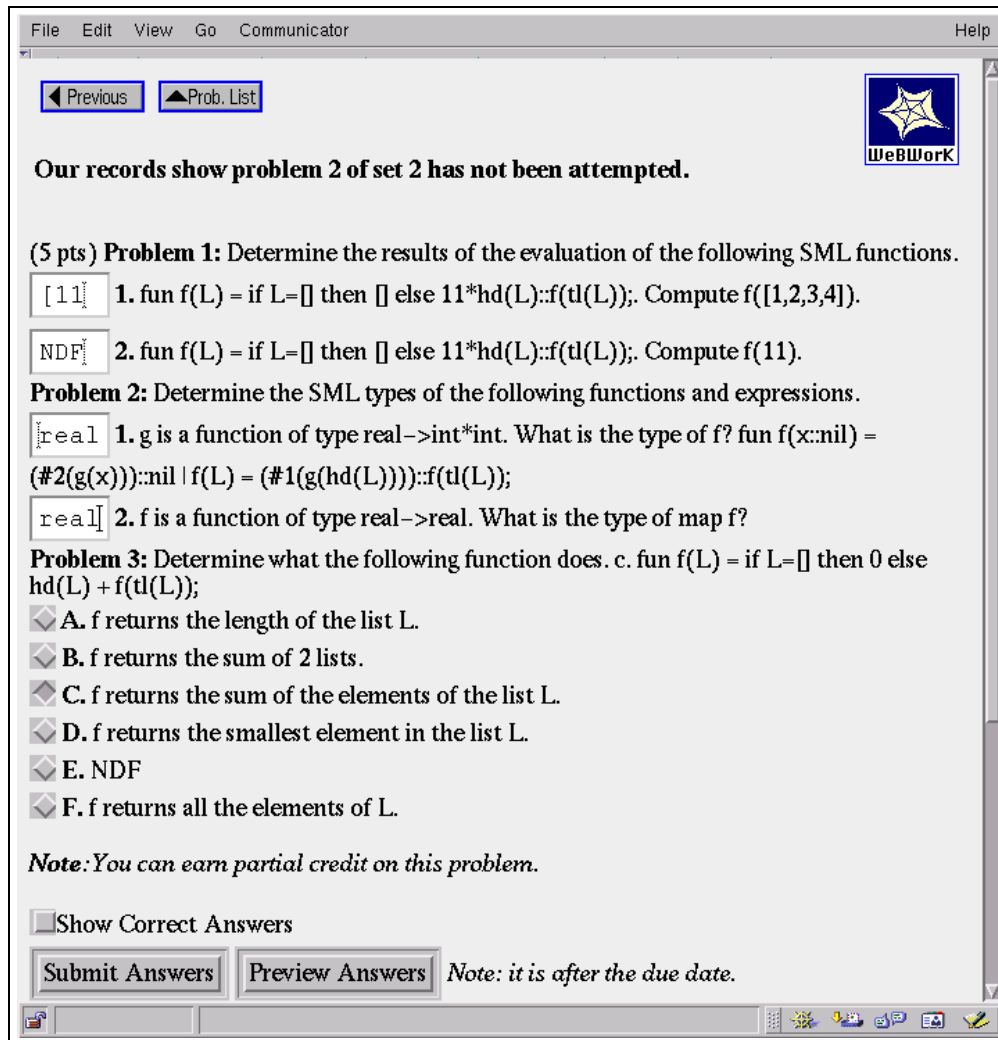 File Edit View Go Communicator Help
Previous Prob. List
WeBWorK
Our records show problem 2 of set 2 has not been attempted.
(5 pts) Problem 1: Determine the results of the evaluation of the following SML functions.
[11 1. fun f(L) = if L=[] then [] else 11*hd(L)::f(tl(L));. Compute f([1,2,3,4]).
NDF 2. fun f(L) = if L=[] then [] else 11*hd(L)::f(tl(L));. Compute f(11).
Problem 2: Determine the SML types of the following functions and expressions.
real 1. g is a function of type real->int*int. What is the type of f? fun f(x::nil) =
(#2(g(x)))::nil | f(L) = (#1(g(hd(L))))::f(tl(L));
real 2. f is a function of type real->real. What is the type of map f?
Problem 3: Determine what the following function does. c. fun f(L) = if L=[] then 0 else
hd(L) + f(tl(L));
A. f returns the length of the list L.
B. f returns the sum of 2 lists.
C. f returns the sum of the elements of the list L.
D. f returns the smallest element in the list L.
E. NDF
F. f returns all the elements of L.
Note: You can earn partial credit on this problem.
Show Correct Answers
Submit Answers Preview Answers Note: it is after the due date.